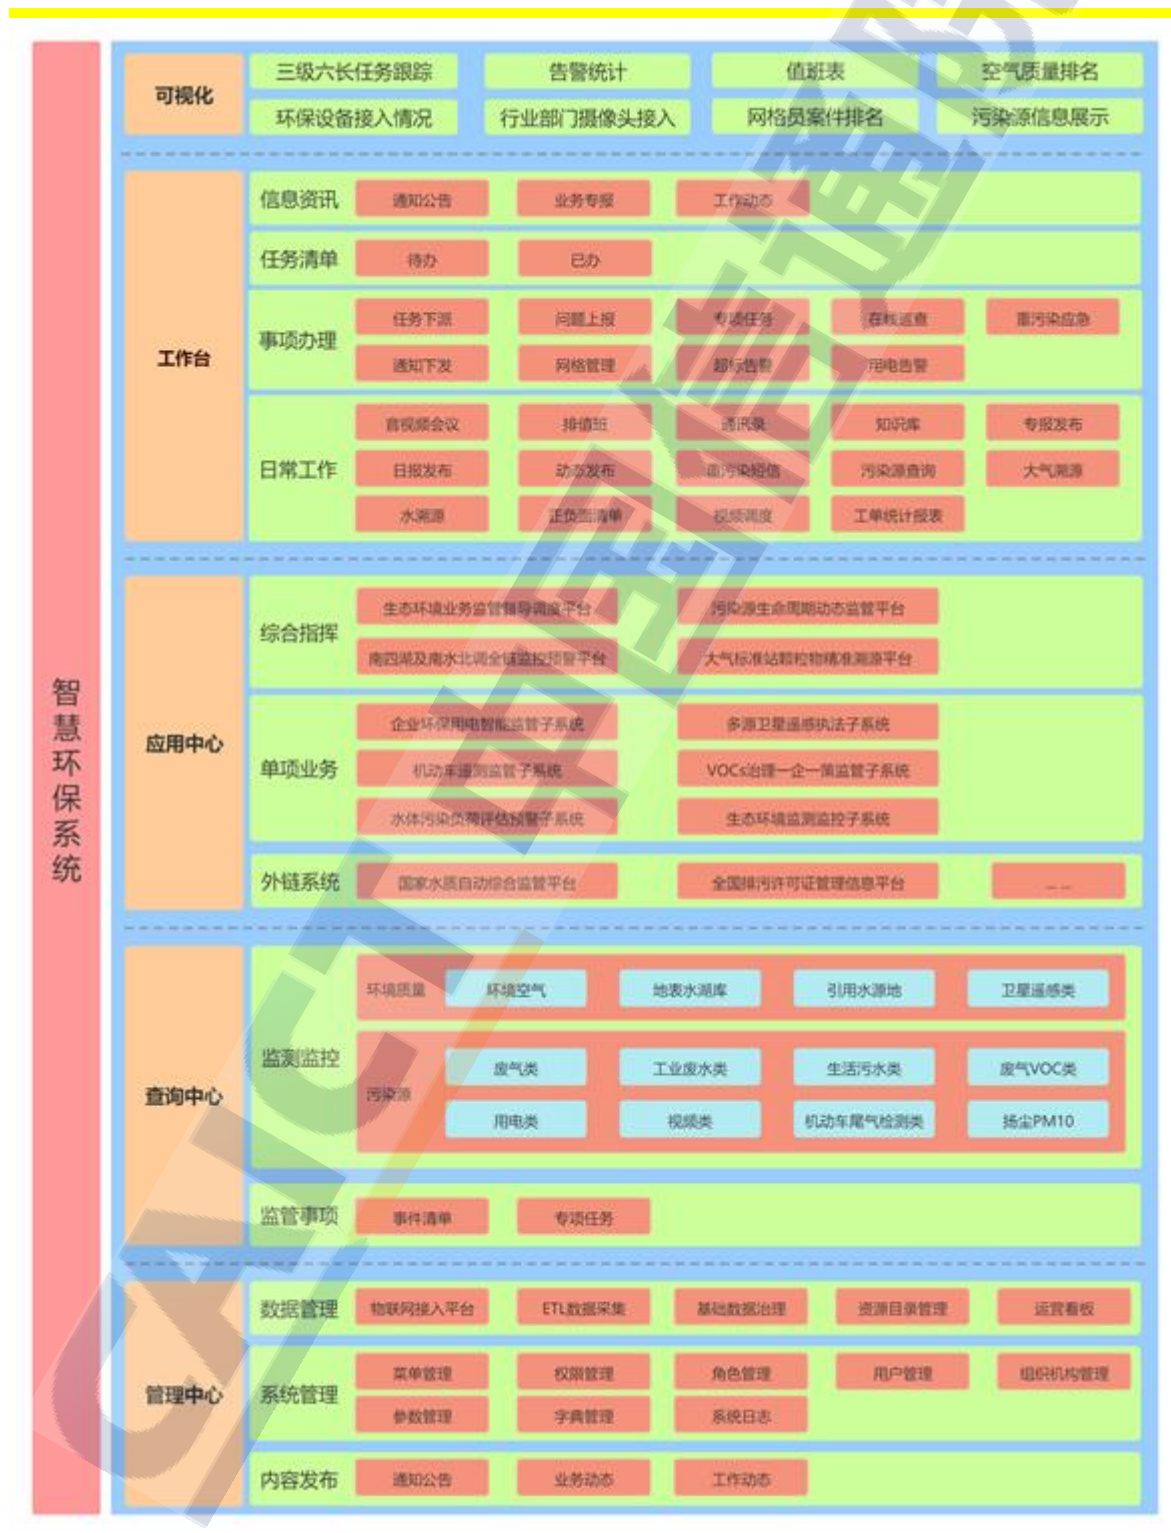 智慧环保系统
可视化
三级六长任务跟踪 告警统计 值班表 空气质量排名
环保设备接入情况 行业部门摄像头接入 网格员案件排名 污染源信息展示
工作台
信息资讯 通知公告 业务专报 工作动态
任务清单 待办 已办
事项办理
任务下派 问题上报 专项任务 在线巡查 重污染应急
通知下发 网格管理 超标告警 用电告警
日常工作
音视频会议 排值班 通讯录 知识库 专报发布
日报发布 动态发布 重污染短信 污染源查询 大气溯源
水溯源 正负面清单 视频调度 工单统计报表
应用中心
综合指挥
生态环境业务监管督导调度平台 污染源生命周期动态监管平台
南四湖及南水北调全链监控预警平台 大气标准站颗粒物精准溯源平台
单项业务
企业环保用电智能监管子系统 多源卫星遥感执法子系统
机动车遥测监管子系统 VOCs治理一企一策监管子系统
水体污染负荷评估预警子系统 生态环境监测监控子系统
外链系统 国家水质自动综合监管平台 全国排污许可证管理信息平台 ... ...
查询中心
监测监控
环境质量 环境空气 地表水湖库 引用水源地 卫星遥感类
污染源
废气类 工业废水类 生活污水类 废气VOC类
用电类 视频类 机动车尾气检测类 扬尘PM10
监管事项 事件清单 专项任务
管理中心
数据管理 物联网接入平台 ETL数据采集 基础数据治理 资源目录管理 运营看板
系统管理
菜单管理 权限管理 角色管理 用户管理 组织机构管理
参数管理 字典管理 系统日志
内容发布 通知公告 业务动态 工作动态
CAICT 中国信通院